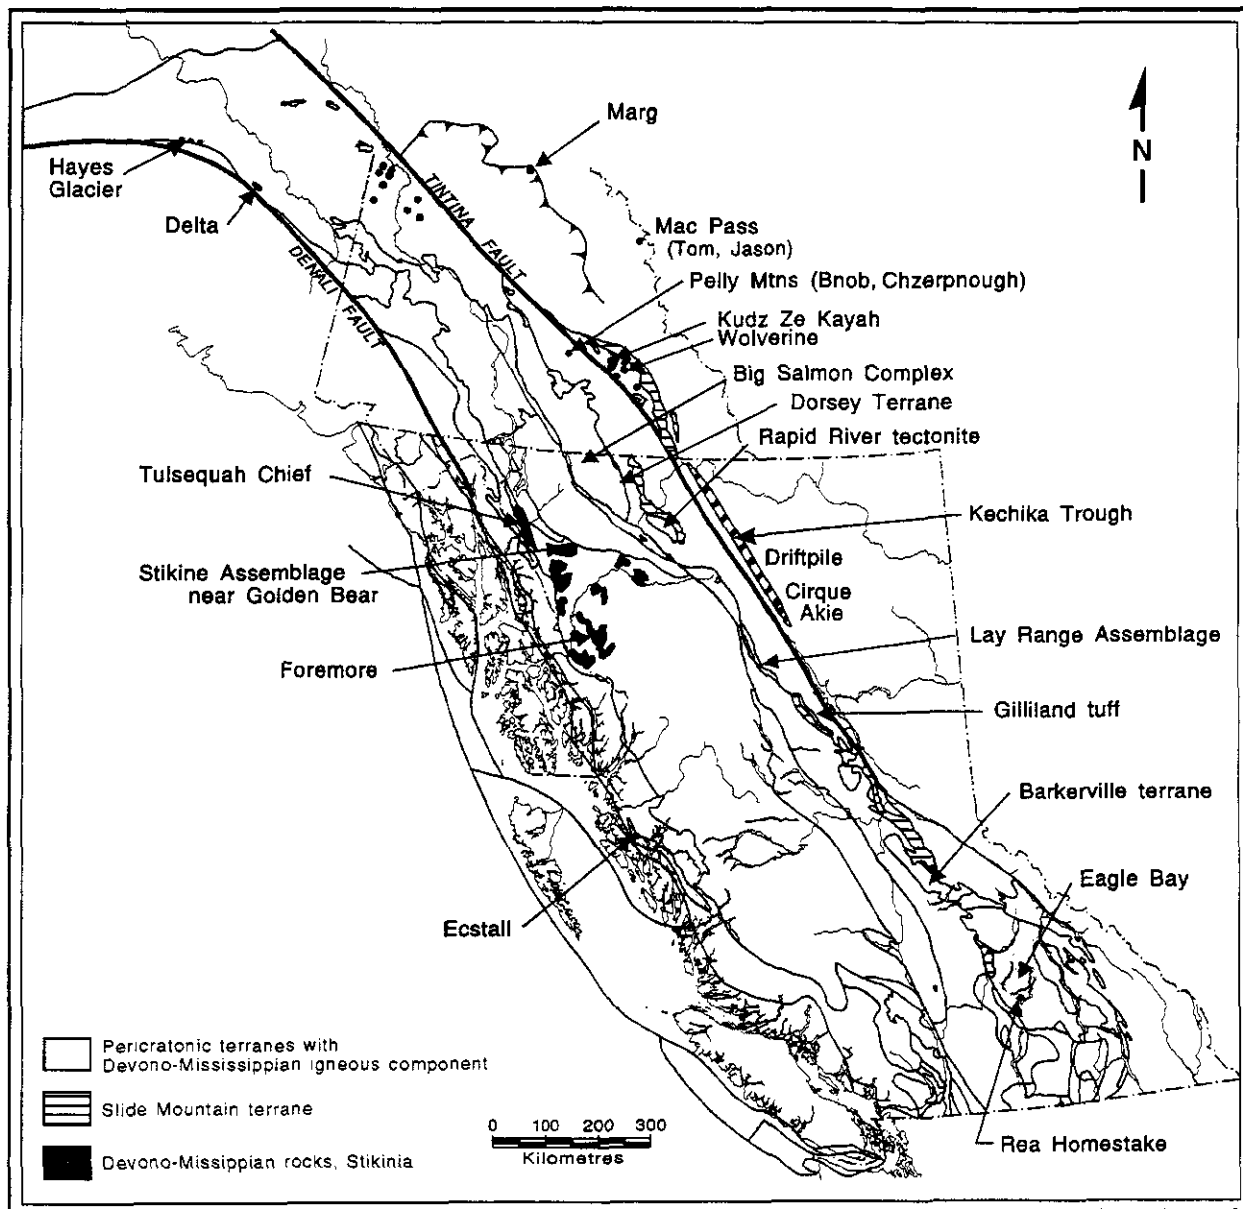 Marg
N
Hayes
Glacier
Delta
TINTINA FAULT
DENALI FAULT
Mac Pass
(Tom, Jason)
Pelly Mtns (Bnob, Chzerpnough)
Kudz Ze Kayah
Wolverine
Big Salmon Complex
Dorsey Terrane
Rapid River tectonite
Tulsequah Chief
Kechika Trough
Driftpile
Stikine Assemblage
near Golden Bear
Cirque
Akie
Lay Range Assemblage
Foremore
Gilliland tuff
Barkerville terrane
Eagle Bay
Ecstall
Pericratonic terranes with
Devono-Mississippian igneous component
Slide Mountain terrane
Devono-Missippian rocks, Stikinia
0 100 200 300
Kilometres
Rea Homestake